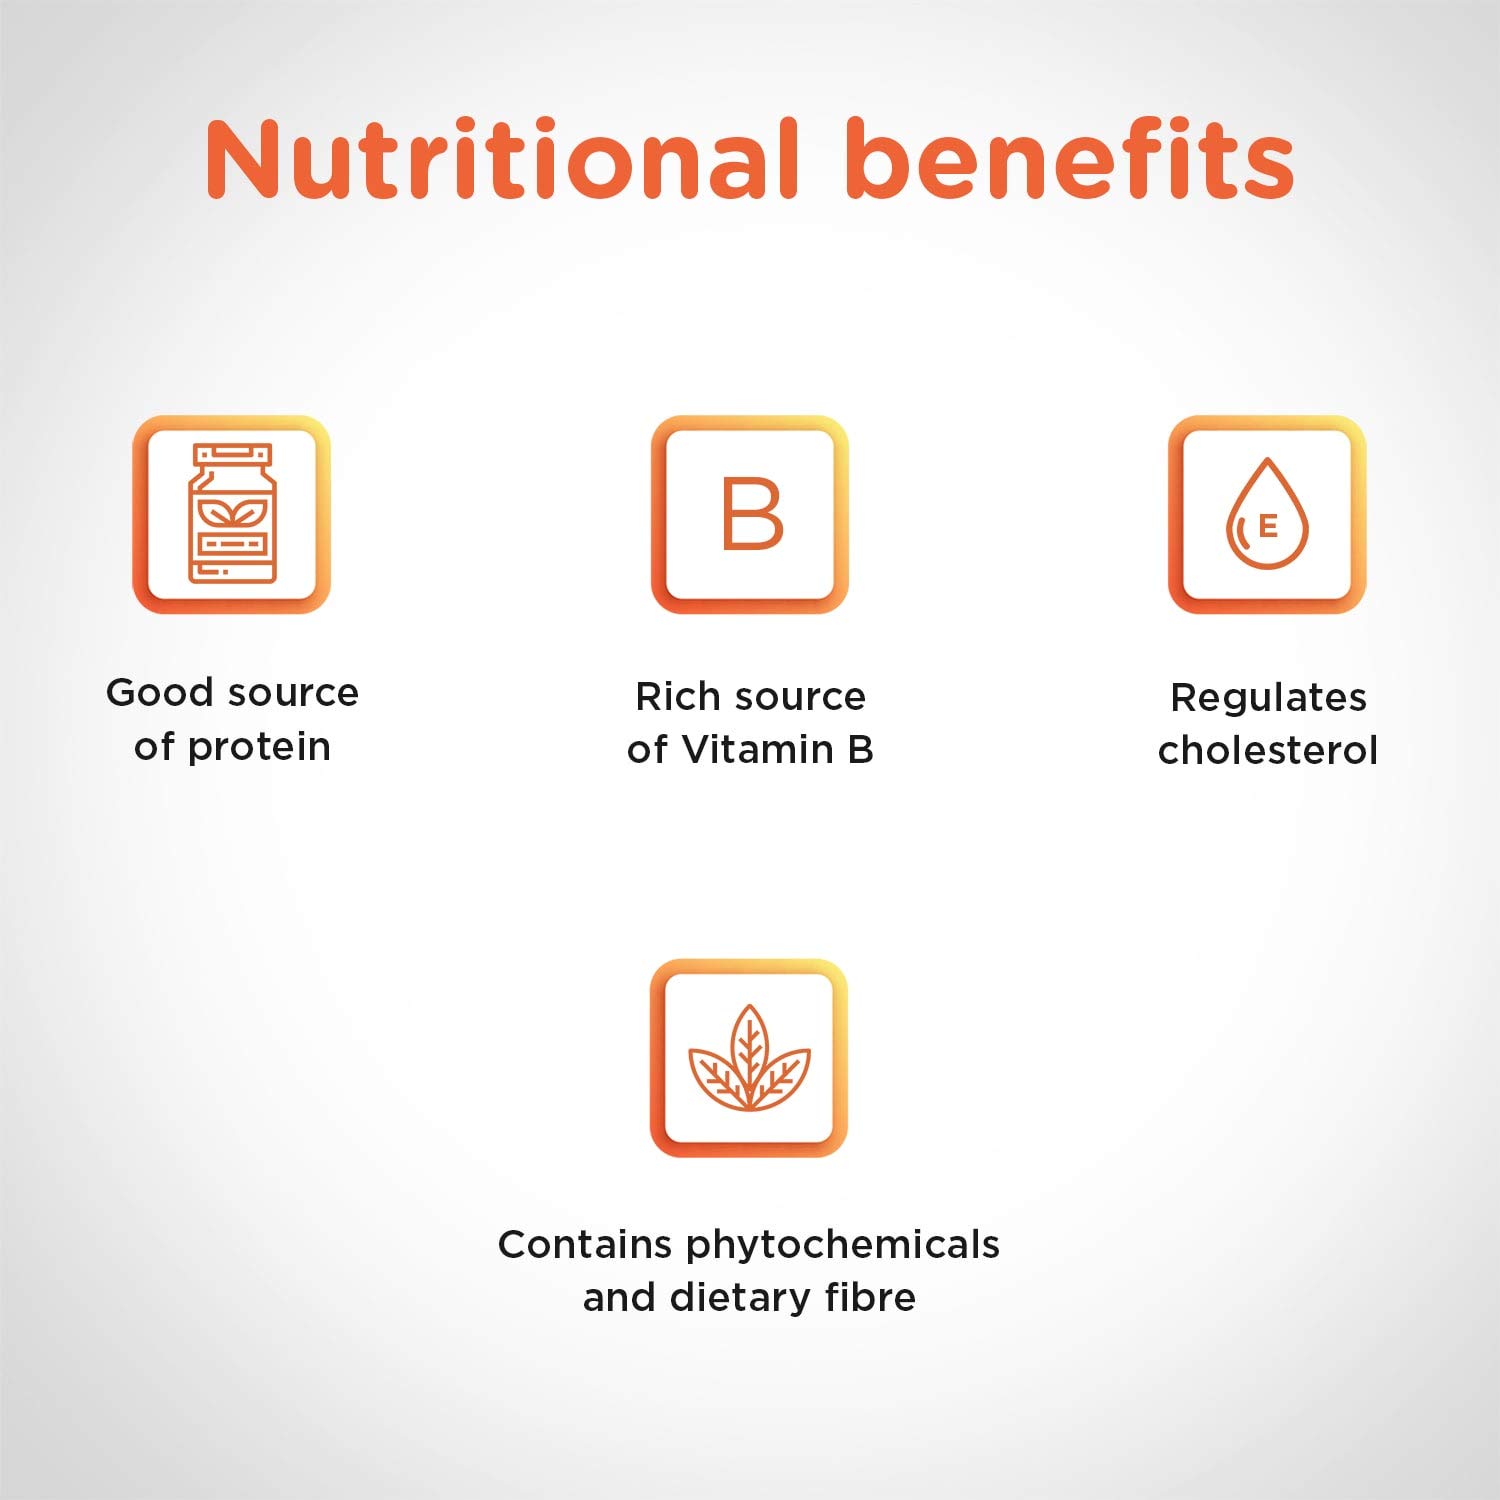 Nutritional benefits
B
E
Good source
of protein
Rich source
of Vitamin B
Regulates
cholesterol
Contains phytochemicals
and dietary fibre